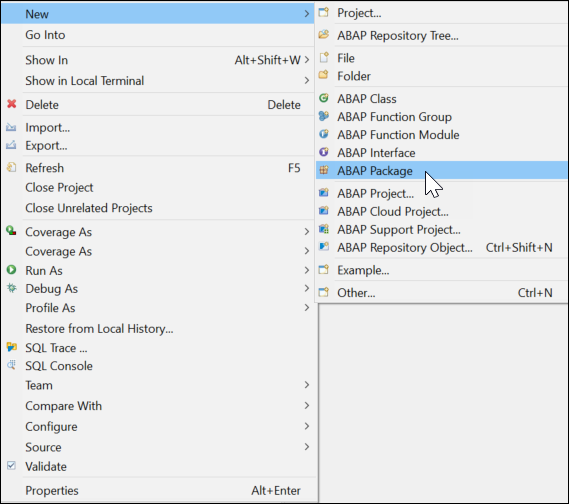 New
Go Into
Show In Alt+Shift+W
Show in Local Terminal
Delete Delete
Import...
Export...
Refresh F5
Close Project
Close Unrelated Projects
Coverage As
Coverage As
Run As
Debug As
Profile As
Restore from Local History...
SQL Trace ...
SQL Console
Team
Compare With
Configure
Source
Validate
Properties Alt+Enter
Project...
ABAP Repository Tree...
File
Folder
ABAP Class
ABAP Function Group
ABAP Function Module
ABAP Interface
ABAP Package
ABAP Project...
ABAP Cloud Project...
ABAP Support Project...
ABAP Repository Object... Ctrl+Shift+N
Example...
Other... Ctrl+N